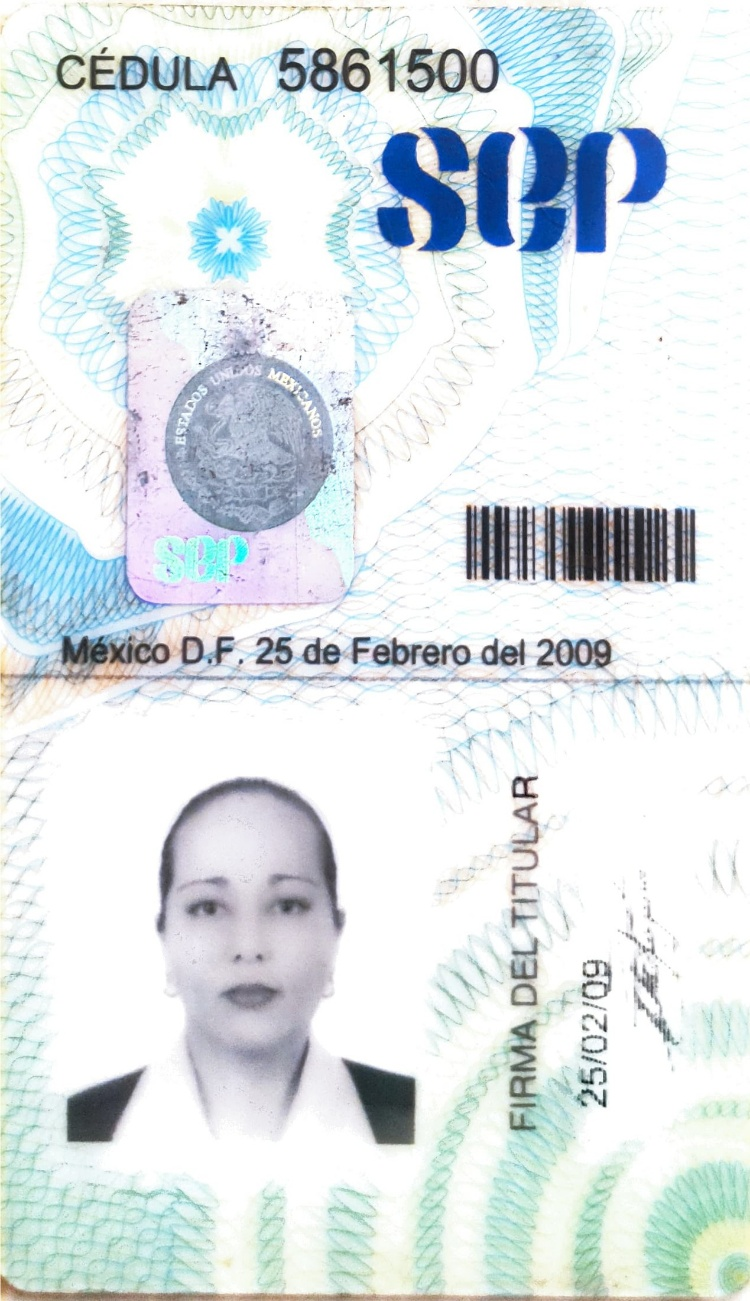 CÉDULA 5861500
SEP
ESTADOS UNIDOS MEXICANOS
SEP
México D.F. 25 de Febrero del 2009
FIRMA DEL TITULAR
25/02/09